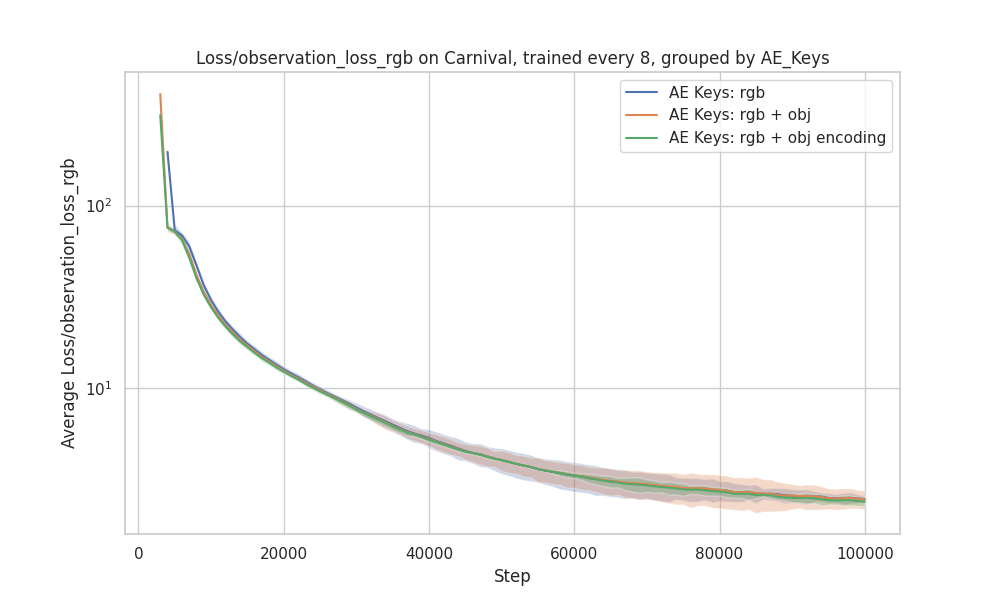 Loss/observation_loss_rgb on Carnival, trained every 8, grouped by AE_Keys
AE Keys: rgb
AE Keys: rgb + obj
AE Keys: rgb + obj encoding
Average Loss/observation_loss_rgb
10²
10¹
0
20000
40000
60000
80000
100000
Step